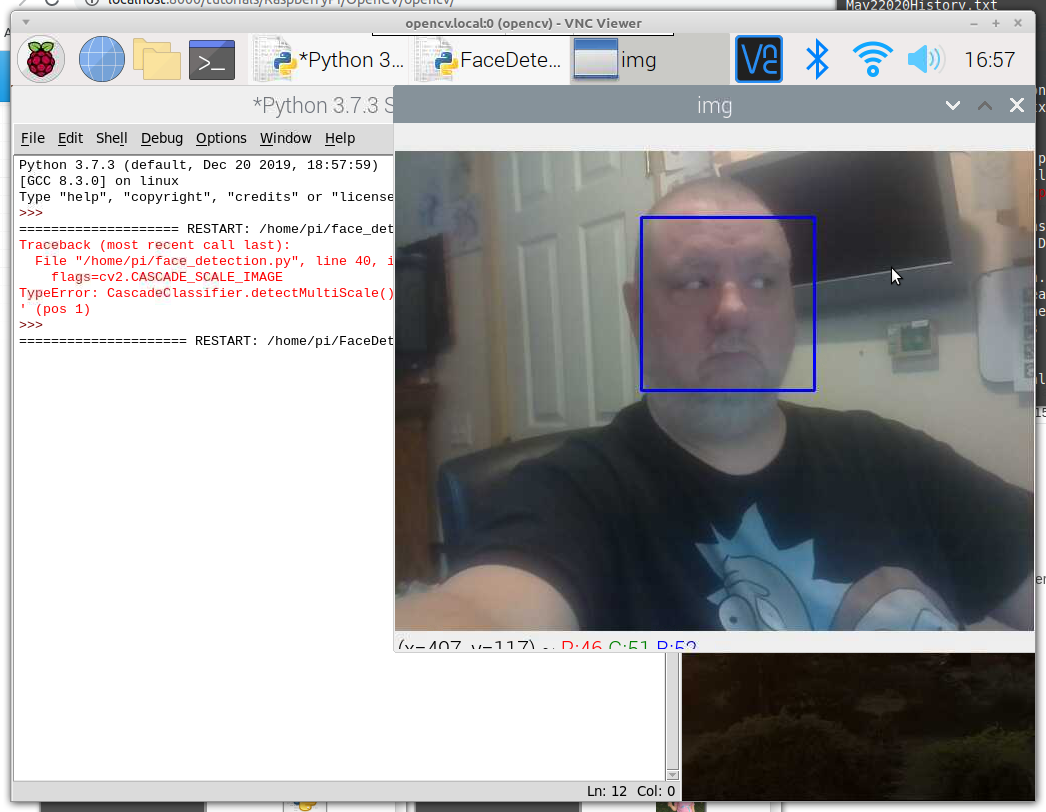 localhost:8000/tutorials/RaspberryPi/OpenCV/opencv/
May22020History.txt
opencv.local:0 (opencv) - VNC Viewer
*Python 3...
FaceDete...
img
16:57
*Python 3.7.3 S
img
File Edit Shell Debug Options Window Help
Python 3.7.3 (default, Dec 20 2019, 18:57:59)
[GCC 8.3.0] on linux
Type "help", "copyright", "credits" or "license
>>>
==================== RESTART: /home/pi/face_det
Traceback (most recent call last):
  File "/home/pi/face_detection.py", line 40, i
    flags=cv2.CASCADE_SCALE_IMAGE
TypeError: CascadeClassifier.detectMultiScale()
' (pos 1)
>>>
===================== RESTART: /home/pi/FaceDet
(x=407, y=117) ~ R:46 G:51 B:52
Ln: 12 Col: 0